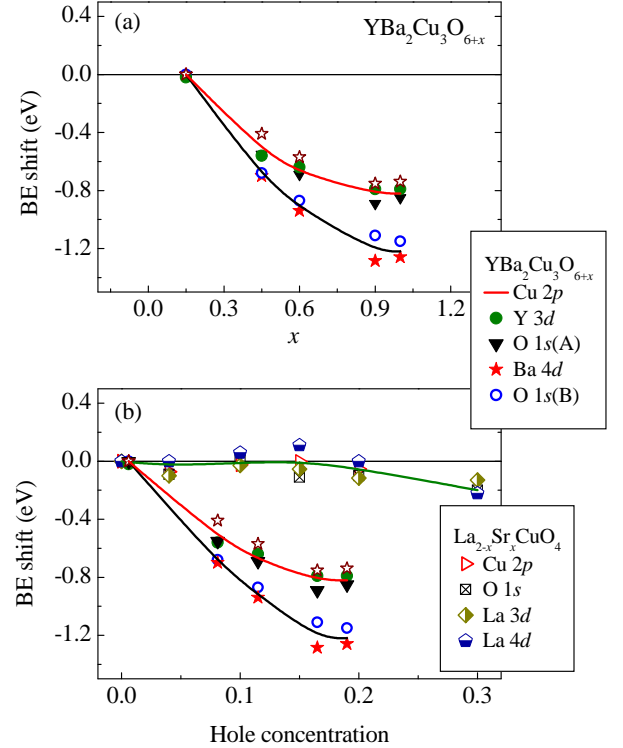 (a)
YBa₂Cu₃O₆₊ₓ
0.4
0.0
-0.4
-0.8
-1.2
BE shift (eV)
0.0 0.3 0.6 0.9 1.2
x
YBa₂Cu₃O₆₊ₓ
Cu 2p
Y 3d
O 1s(A)
Ba 4d
O 1s(B)
(b)
0.4
0.0
-0.4
-0.8
-1.2
BE shift (eV)
La₂₋ₓSrₓCuO₄
Cu 2p
O 1s
La 3d
La 4d
0.0 0.1 0.2 0.3
Hole concentration